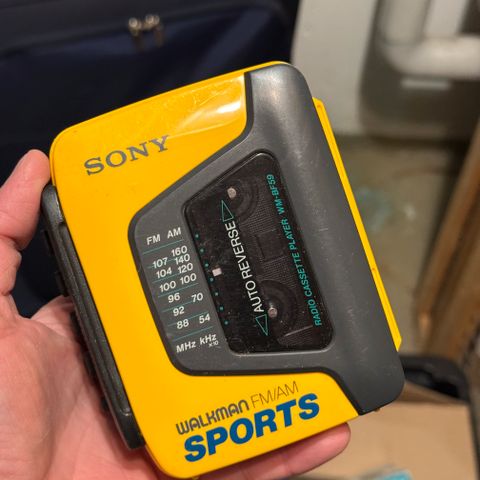 SONY
FM AM
107 160
104 140
100 120
96 100
92 70
88 54
MHz kHz x10
AUTO REVERSE
RADIO CASSETTE PLAYER WM-BF59
WALKMAN FM/AM
SPORTS